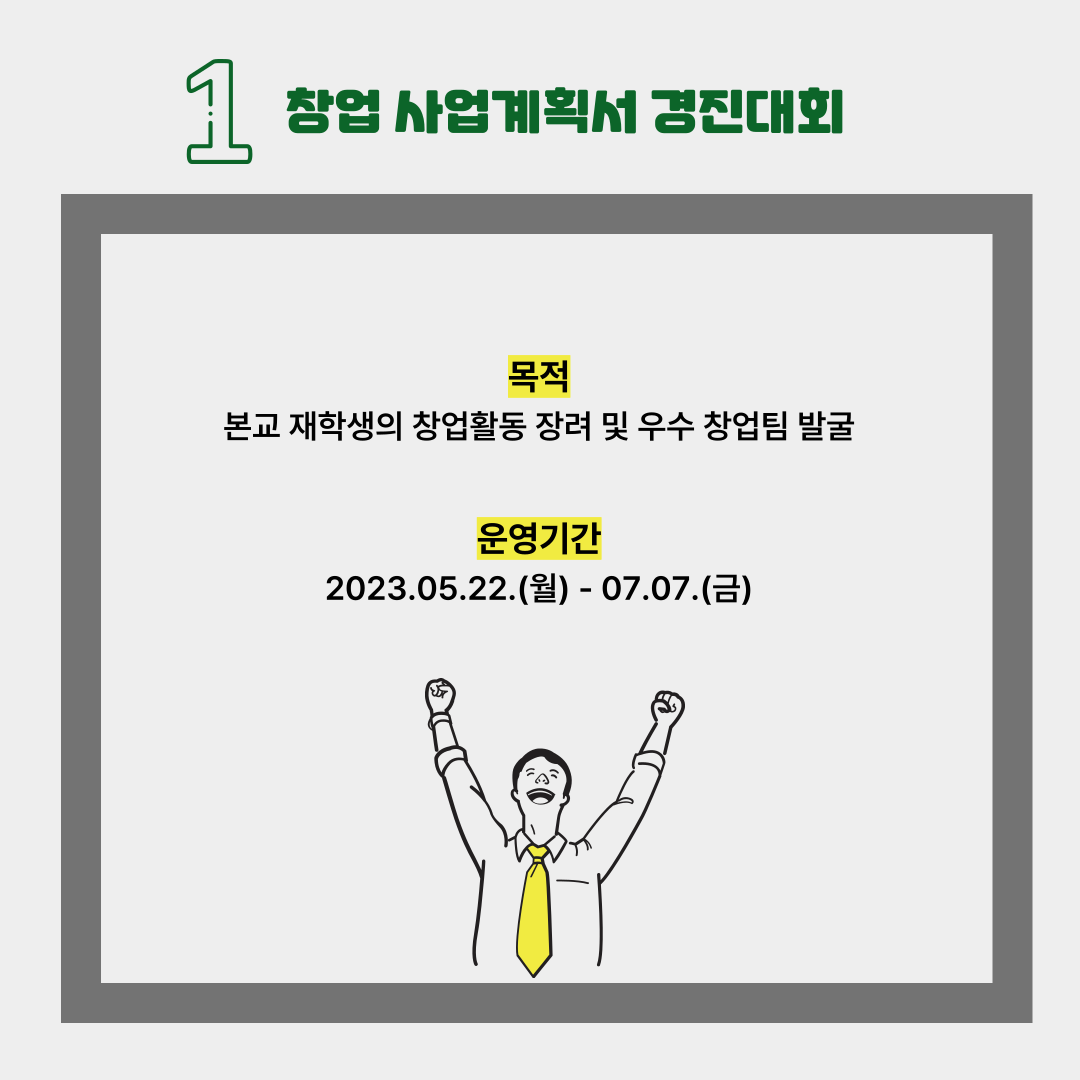 1 창업 사업계획서 경진대회
목적
본교 재학생의 창업활동 장려 및 우수 창업팀 발굴
운영기간
2023.05.22.(월) - 07.07.(금)